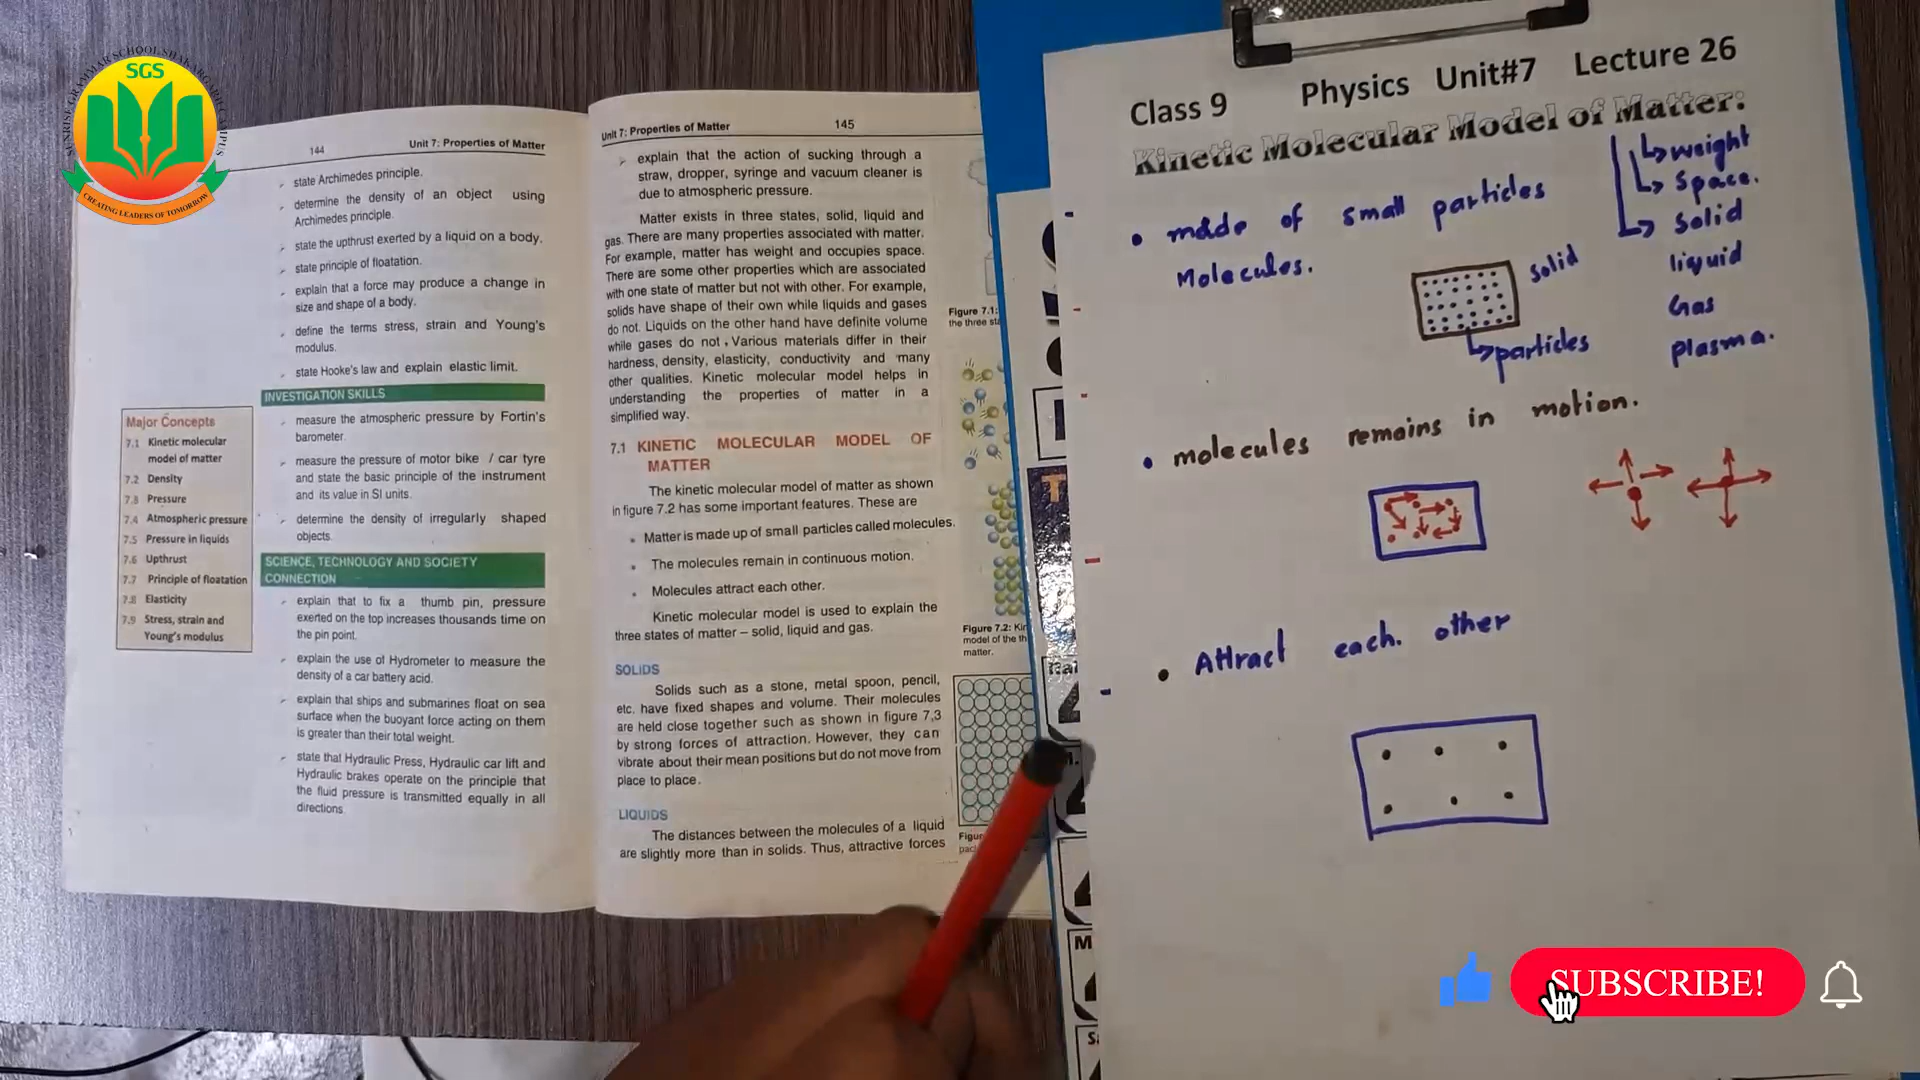 SUNRISE GRAMMAR SCHOOL SHAKARGARH CAMPUS
SGS
CREATING LEADERS OF TOMORROW
144
Unit 7: Properties of Matter
state Archimedes principle.
determine the density of an object using
Archimedes principle.
state the upthrust exerted by a liquid on a body.
state principle of floatation.
explain that a force may produce a change in
size and shape of a body.
define the terms stress, strain and Young's
modulus.
state Hooke's law and explain elastic limit.
INVESTIGATION SKILLS
measure the atmospheric pressure by Fortin's
barometer.
measure the pressure of motor bike / car tyre
and state the basic principle of the instrument
and its value in SI units.
determine the density of irregularly shaped
objects.
SCIENCE, TECHNOLOGY AND SOCIETY
CONNECTION
explain that to fix a thumb pin, pressure
exerted on the top increases thousands time on
the pin point.
explain the use of Hydrometer to measure the
density of a car battery acid.
explain that ships and submarines float on sea
surface when the buoyant force acting on them
is greater than their total weight.
state that Hydraulic Press, Hydraulic car lift and
Hydraulic brakes operate on the principle that
the fluid pressure is transmitted equally in all
directions.
Major Concepts
7.1 Kinetic molecular
model of matter
7.2 Density
7.3 Pressure
7.4 Atmospheric pressure
7.5 Pressure in liquids
7.6 Upthrust
7.7 Principle of floatation
7.8 Elasticity
7.9 Stress, strain and
Young's modulus
Unit 7: Properties of Matter
145
explain that the action of sucking through a
straw, dropper, syringe and vacuum cleaner is
due to atmospheric pressure.
Matter exists in three states, solid, liquid and
gas. There are many properties associated with matter.
For example, matter has weight and occupies space.
There are some other properties which are associated
with one state of matter but not with other. For example,
solids have shape of their own while liquids and gases
do not. Liquids on the other hand have definite volume
while gases do not. Various materials differ in their
hardness, density, elasticity, conductivity and many
other qualities. Kinetic molecular model helps in
understanding the properties of matter in a
simplified way.
7.1 KINETIC MOLECULAR MODEL OF
MATTER
The kinetic molecular model of matter as shown
in figure 7.2 has some important features. These are
• Matter is made up of small particles called molecules.
• The molecules remain in continuous motion.
• Molecules attract each other.
Kinetic molecular model is used to explain the
three states of matter – solid, liquid and gas.
SOLIDS
Solids such as a stone, metal spoon, pencil,
etc. have fixed shapes and volume. Their molecules
are held close together such as shown in figure 7.3
by strong forces of attraction. However, they can
vibrate about their mean positions but do not move from
place to place.
LIQUIDS
The distances between the molecules of a liquid
are slightly more than in solids. Thus, attractive forces
Figure 7.1:
the three
Figure 7.2:
model of the
matter.
Class 9 Physics Unit#7 Lecture 26
Kinetic Molecular Model of Matter:
weight
Space.
Solid
liquid
Gas
plasma.
• made of small particles
Molecules.
solid
particles
• molecules remains in motion.
• Attract each. other
SUBSCRIBE!